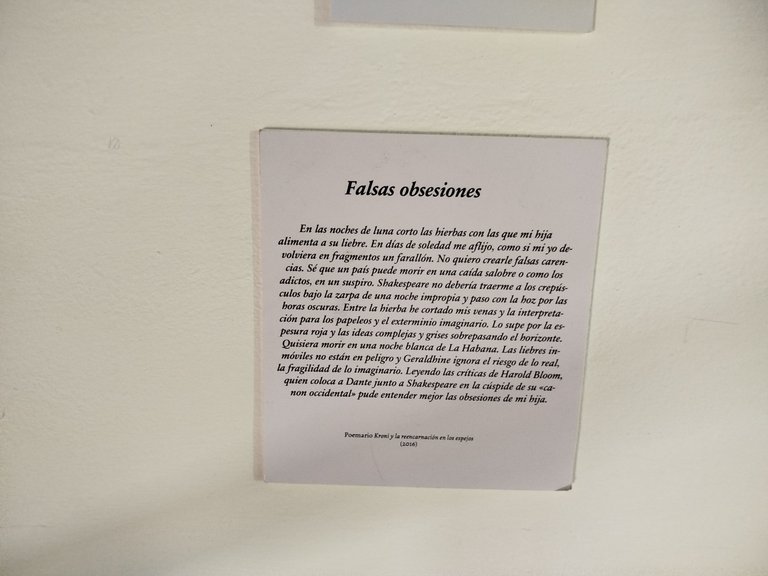 Falsas obsesiones
En las noches de luna corto las hierbas con las que mi hija
alimenta a su liebre. En días de soledad me aflijo, como si mi yo de-
volviera en fragmentos un farallón. No quiero crearle falsas caren-
cias. Sé que un país puede morir en una caída salobre o como los
adictos, en un suspiro. Shakespeare no debería traerme a los crepús-
culos bajo la zarpa de una noche impropia y paso con la hoz por las
horas oscuras. Entre la hierba he cortado mis venas y la interpreta-
ción para los papeleos y el exterminio imaginario. Lo supe por la es-
pesura roja y las ideas complejas y grises sobrepasando el horizonte.
Quisiera morir en una noche blanca de La Habana. Las liebres in-
móviles no están en peligro y Geraldhine ignora el riesgo de lo real,
la fragilidad de lo imaginario. Leyendo las críticas de Harold Bloom,
quien coloca a Dante junto a Shakespeare en la cúspide de su «ca-
non occidental» pude entender mejor las obsesiones de mi hija.
Poemario Kroni y la reencarnación en los espejos
(2016)